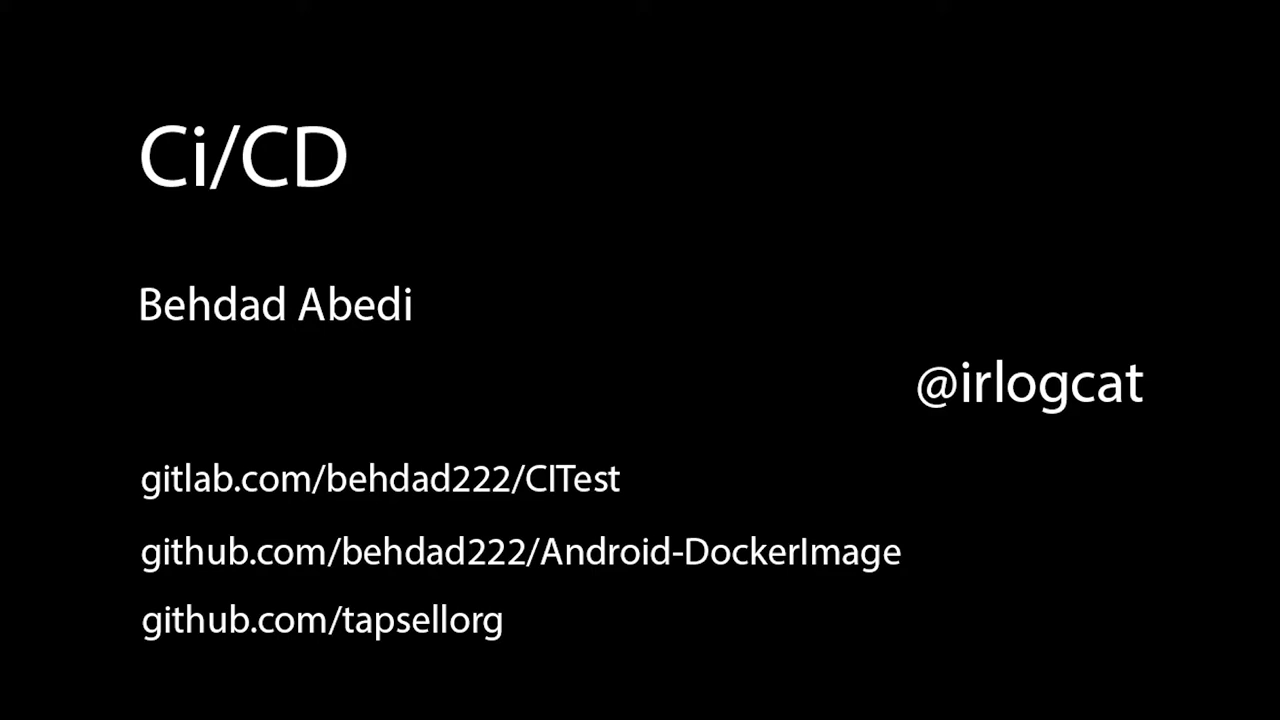 Ci/CD
Behdad Abedi
@irlogcat
gitlab.com/behdad222/CITest
github.com/behdad222/Android-DockerImage
github.com/tapsellorg